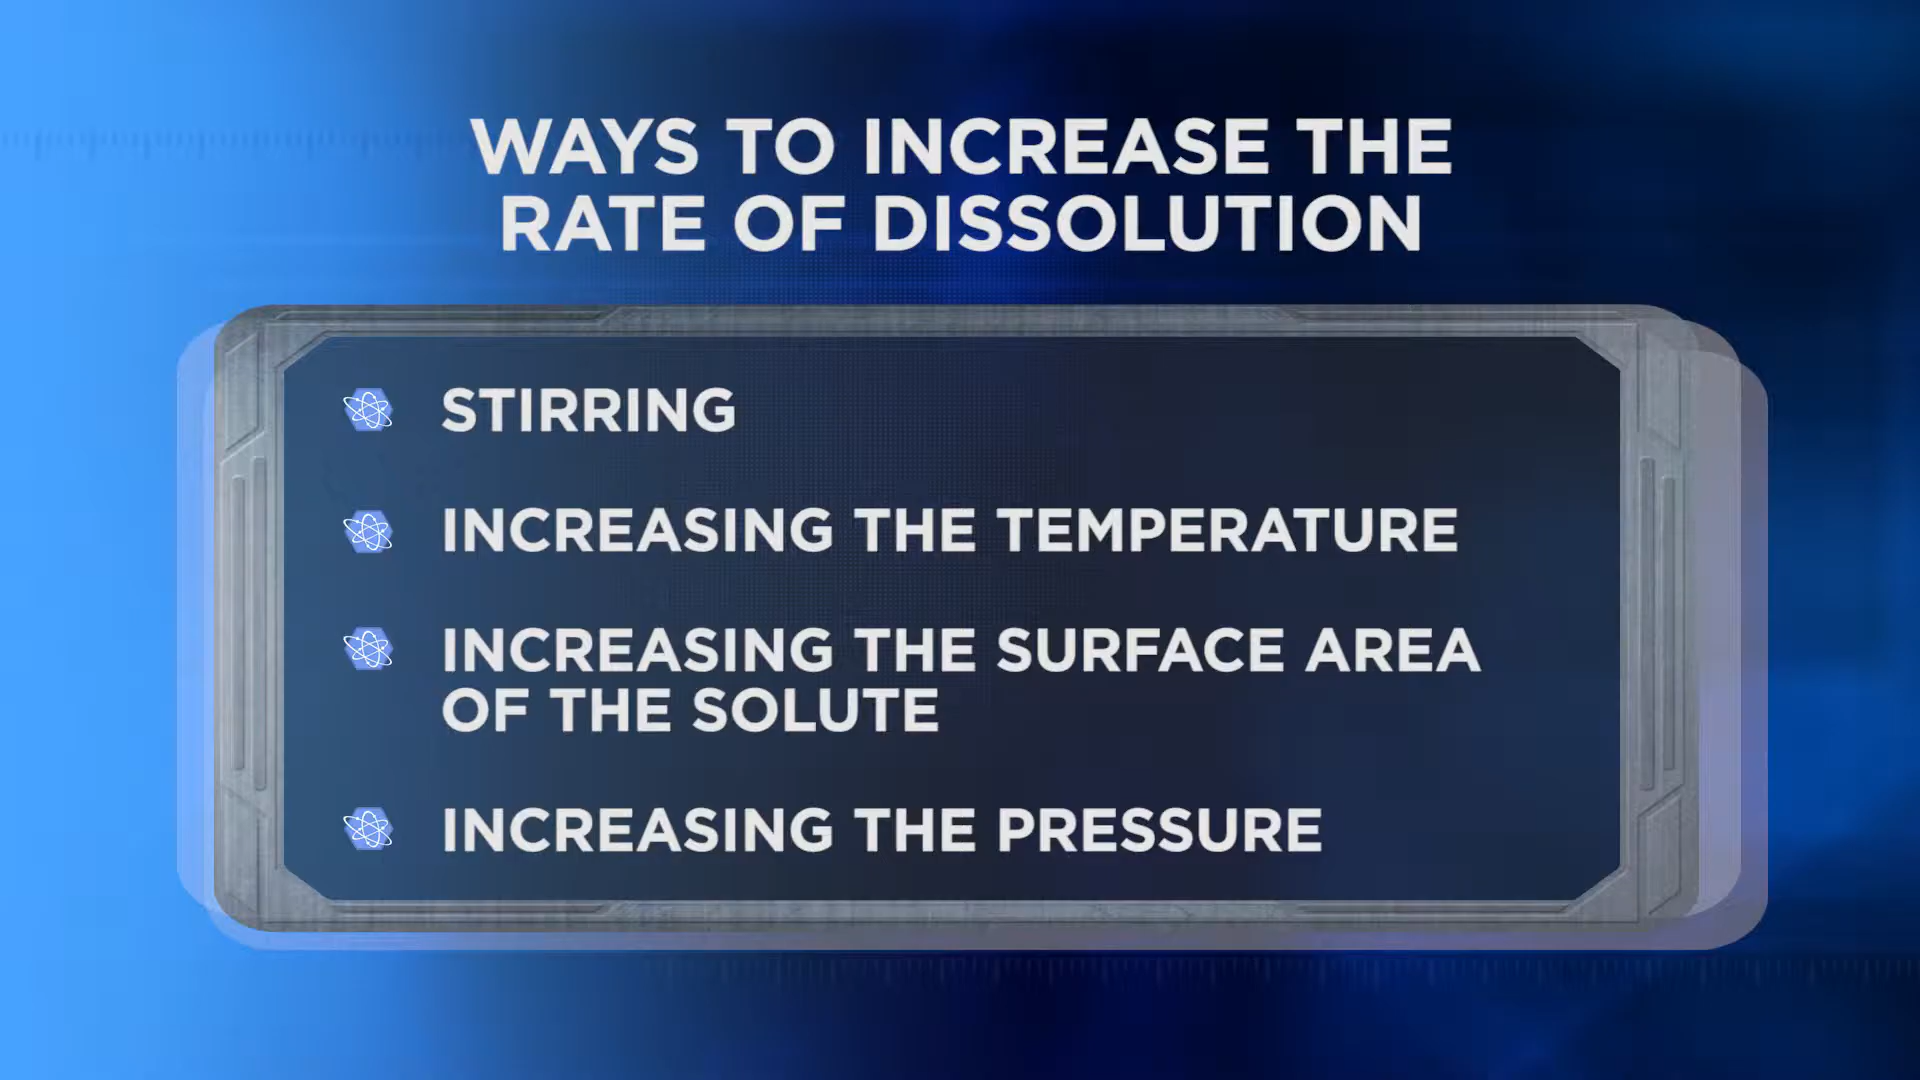 WAYS TO INCREASE THE
RATE OF DISSOLUTION
STIRRING
INCREASING THE TEMPERATURE
INCREASING THE SURFACE AREA
OF THE SOLUTE
INCREASING THE PRESSURE